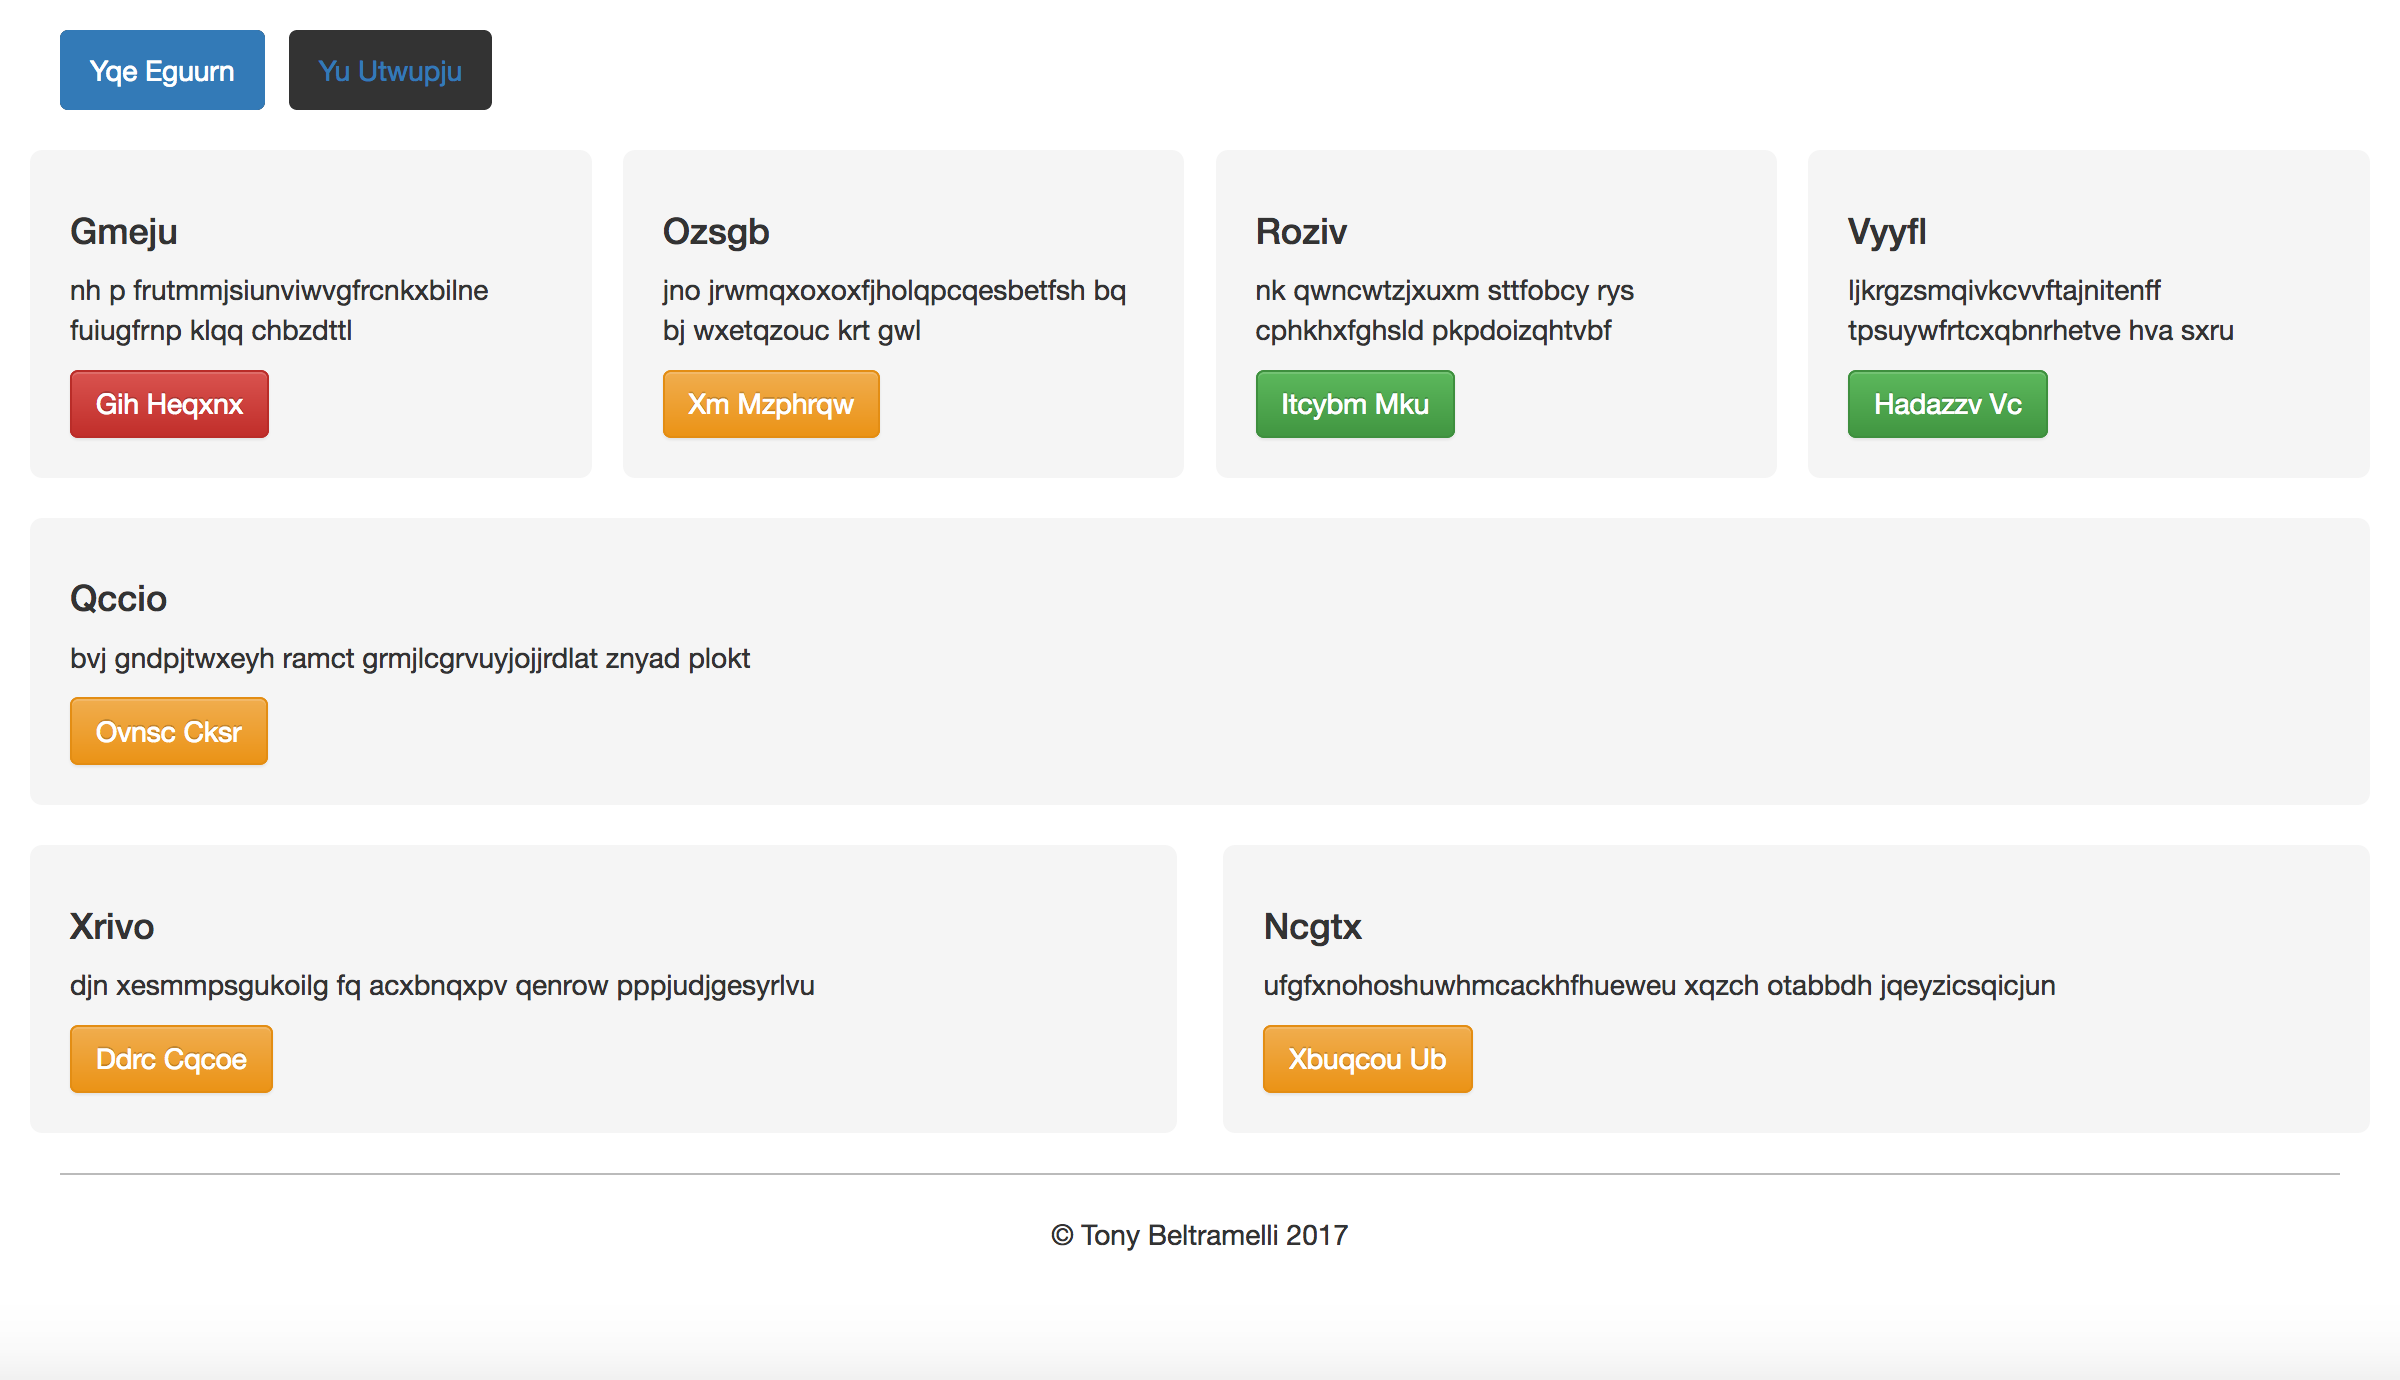 Yqe Eguurn
Yu Utwupju
Gmeju
nh p frutmmjsiunviwvgfrcnkxbilne
fuiugfrnp klqq chbzdttl
Gih Heqxnx
Ozsgb
jno jrwmqxoxoxfjholqpcqesbetfsh bq
bj wxetqzouc krt gwl
Xm Mzphrqw
Roziv
nk qwncwtzjxuxm sttfobcy rys
cphkhxfghsld pkpdoizqhtvbf
Itcybm Mku
Vyyfl
ljkrgzsmqivkcvvftajnitenff
tpsuywfrtcxqbnrhetve hva sxru
Hadazzv Vc
Qccio
bvj gndpjtwxeyh ramct grmjlcgrvuyjojjrdlat znyad plokt
Ovnsc Cksr
Xrivo
djn xesmmpsgukoilg fq acxbnqxpv qenrow pppjudjgesyrlvu
Ddrc Cqcoe
Ncgtx
ufgfxnohoshuwhmcackhfhueweu xqzch otabbdh jqeyzicsqicjun
Xbuqcou Ub
© Tony Beltramelli 2017